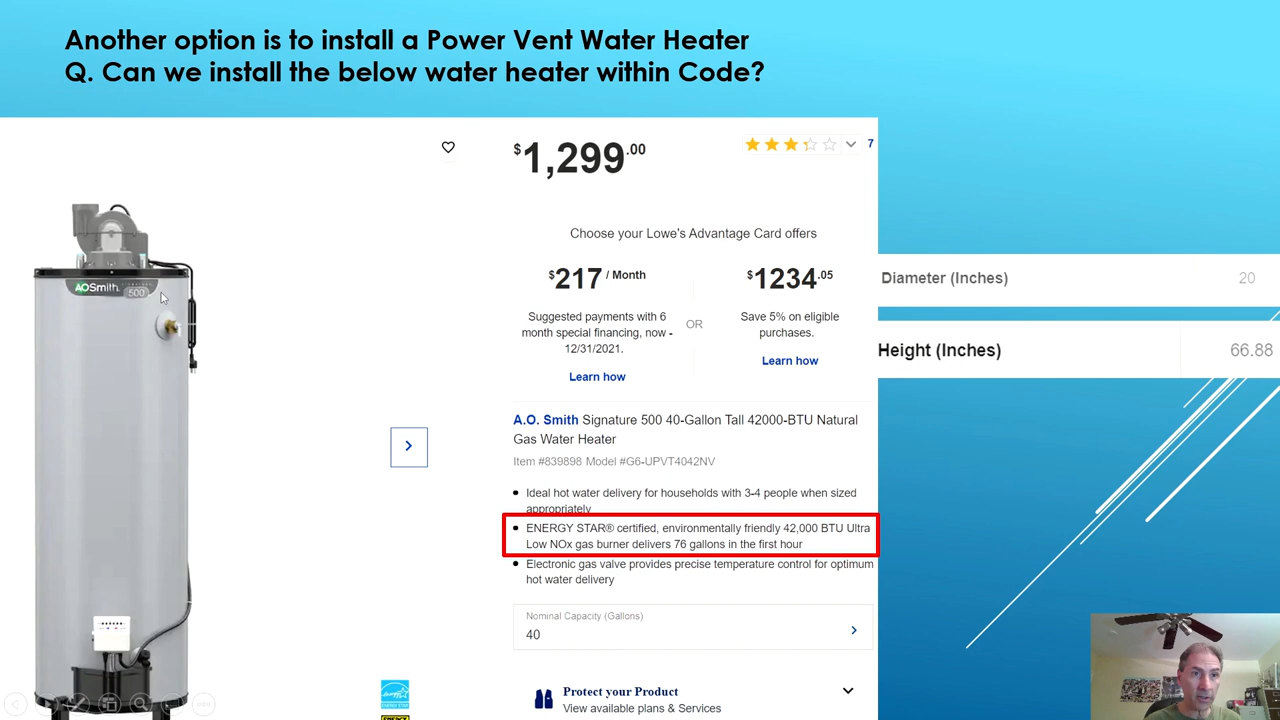 Another option is to install a Power Vent Water Heater
Q. Can we install the below water heater within Code?
$1,299.00
7
Choose your Lowe's Advantage Card offers
$217 / Month
Suggested payments with 6
month special financing, now -
12/31/2021.
Learn how
OR
$1234.05
Save 5% on eligible
purchases.
Learn how
Diameter (Inches) 20
Height (Inches) 66.88
AOSmith
500
A.O. Smith Signature 500 40-Gallon Tall 42000-BTU Natural
Gas Water Heater
Item #839898 Model #G6-UPVT4042NV
Ideal hot water delivery for households with 3-4 people when sized
appropriately
ENERGY STAR® certified, environmentally friendly 42,000 BTU Ultra
Low NOx gas burner delivers 76 gallons in the first hour
Electronic gas valve provides precise temperature control for optimum
hot water delivery
Nominal Capacity (Gallons)
40
Protect your Product
View available plans & Services
ENERGY STAR
ENERGY